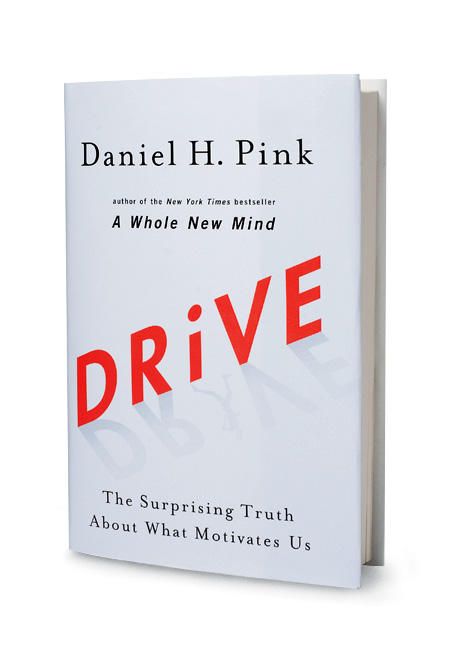 Daniel H. Pink
author of the New York Times bestseller
A Whole New Mind
DRiVE
The Surprising Truth
About What Motivates Us